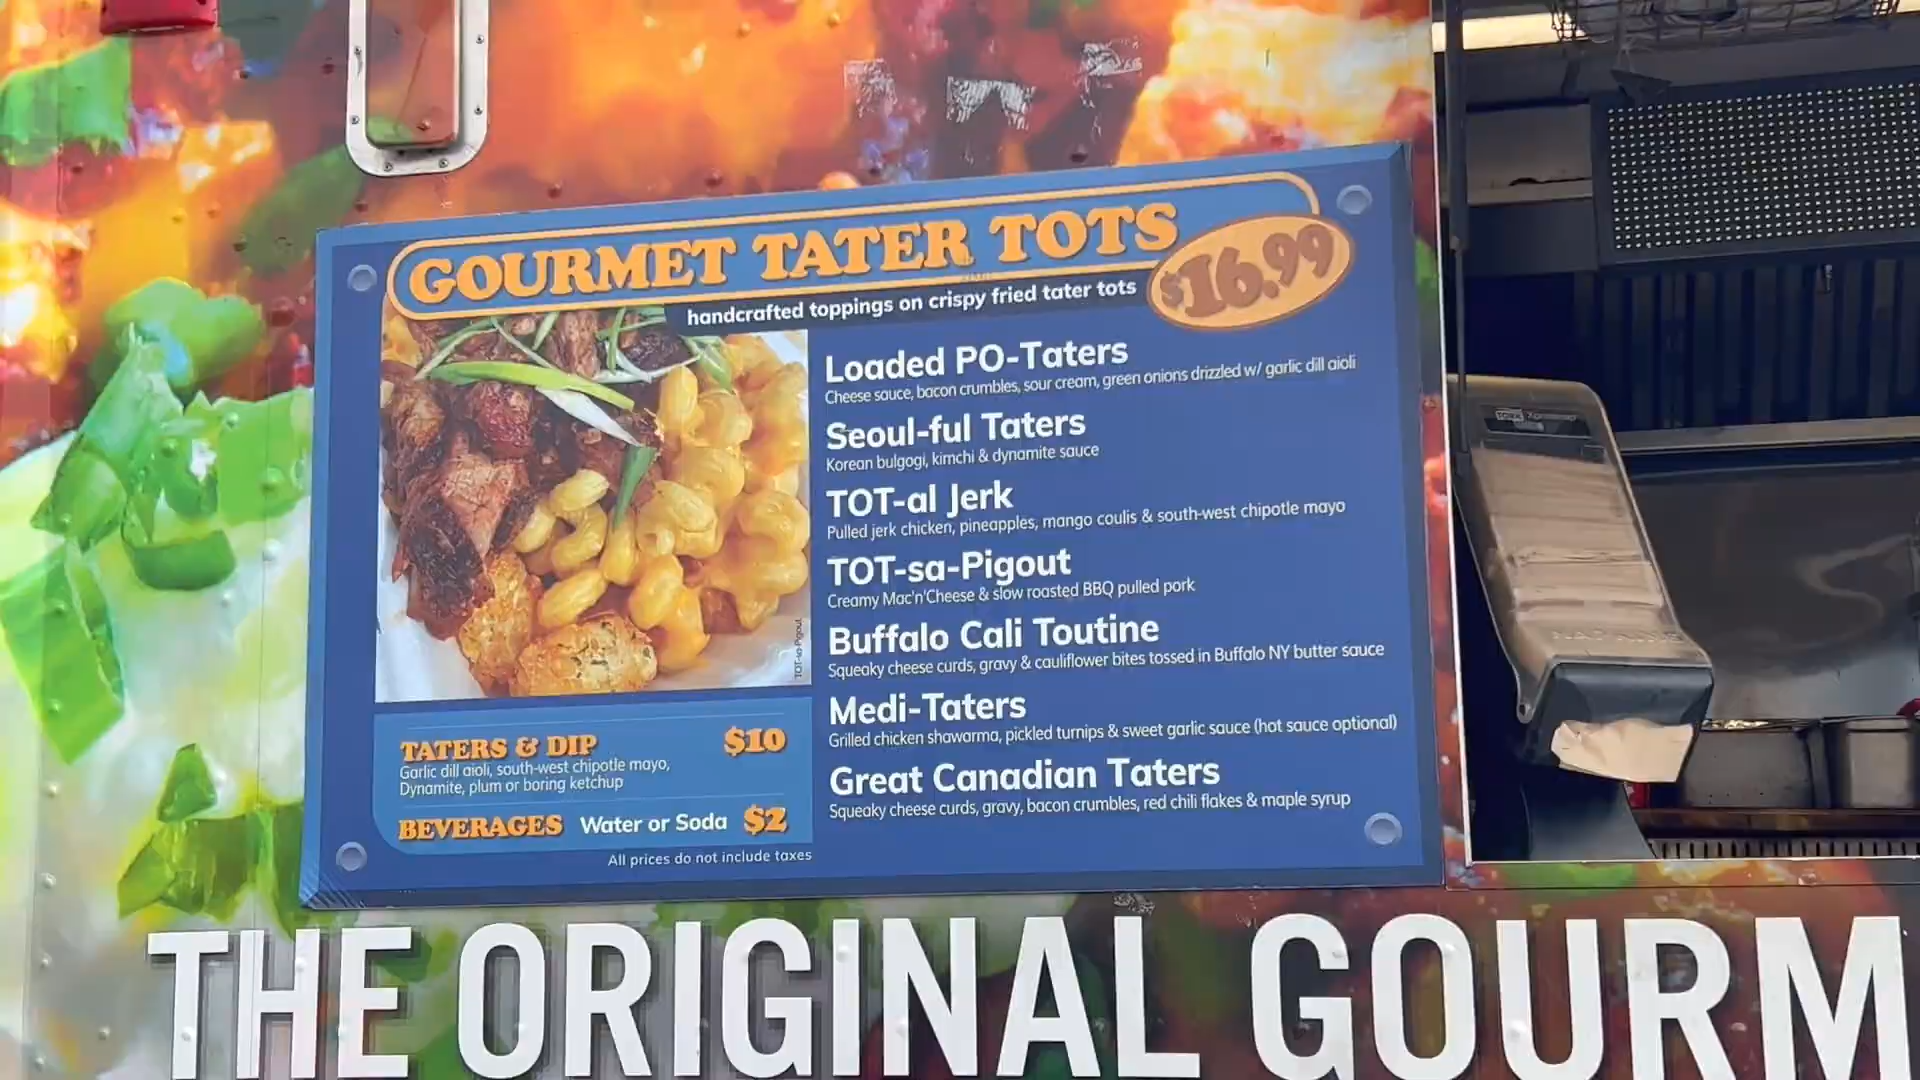 GOURMET TATER TOTS
$16.99
handcrafted toppings on crispy fried tater tots
Loaded PO-Taters
Cheese sauce, bacon crumbles, sour cream, green onions drizzled w/ garlic dill aioli
Seoul-ful Taters
Korean bulgogi, kimchi & dynamite sauce
TOT-al Jerk
Pulled jerk chicken, pineapples, mango coulis & south-west chipotle mayo
TOT-sa-Pigout
Creamy Mac'n'Cheese & slow roasted BBQ pulled pork
Buffalo Cali Toutine
Squeaky cheese curds, gravy & cauliflower bites tossed in Buffalo NY butter sauce
Medi-Taters
Grilled chicken shawarma, pickled turnips & sweet garlic sauce (hot sauce optional)
Great Canadian Taters
Squeaky cheese curds, gravy, bacon crumbles, red chili flakes & maple syrup
TOT-sa-Pigout
TATERS & DIP $10
Garlic dill aioli, south-west chipotle mayo,
Dynamite, plum or boring ketchup
BEVERAGES Water or Soda $2
All prices do not include taxes
THE ORIGINAL GOURM